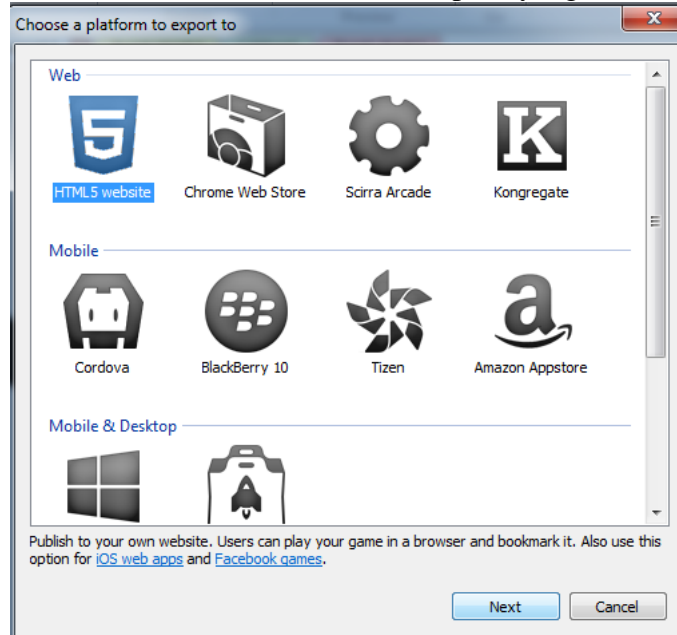 Choose a platform to export to
Web
HTML5 website
Chrome Web Store
Scirra Arcade
Kongregate
Mobile
Cordova
BlackBerry 10
Tizen
Amazon Appstore
Mobile & Desktop
Publish to your own website. Users can play your game in a browser and bookmark it. Also use this
option for iOS web apps and Facebook games.
Next
Cancel